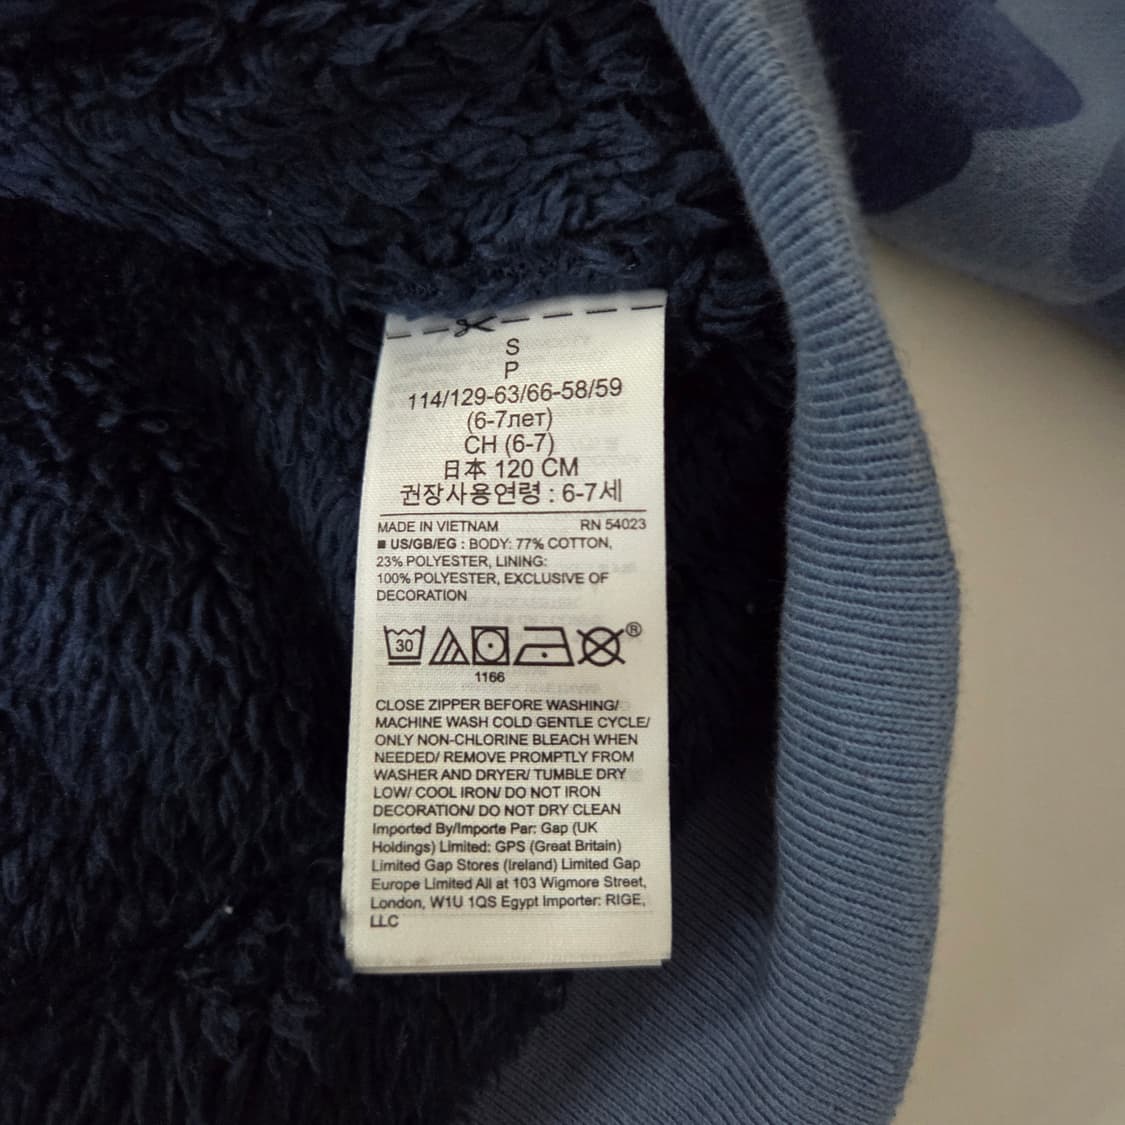 S
P
114/129-63/66-58/59
(6-7лет)
CH (6-7)
日本 120 CM
권장사용연령 : 6-7세
MADE IN VIETNAM RN 54023
■ US/GB/EG : BODY: 77% COTTON,
23% POLYESTER, LINING:
100% POLYESTER, EXCLUSIVE OF
DECORATION
30 ®
1166
CLOSE ZIPPER BEFORE WASHING/
MACHINE WASH COLD GENTLE CYCLE/
ONLY NON-CHLORINE BLEACH WHEN
NEEDED/ REMOVE PROMPTLY FROM
WASHER AND DRYER/ TUMBLE DRY
LOW/ COOL IRON/ DO NOT IRON
DECORATION/ DO NOT DRY CLEAN
Imported By/Importe Par: Gap (UK
Holdings) Limited: GPS (Great Britain)
Limited Gap Stores (Ireland) Limited Gap
Europe Limited All at 103 Wigmore Street,
London, W1U 1QS Egypt Importer: RIGE,
LLC